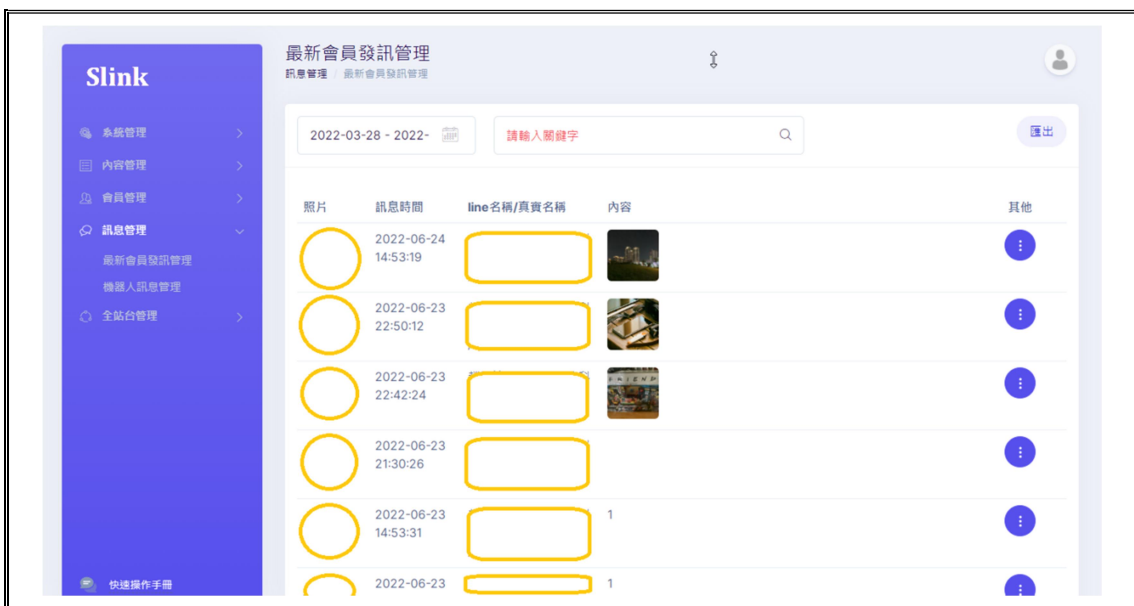 Slink
系統管理
內容管理
會員管理
訊息管理
最新會員發訊管理
機器人訊息管理
全站台管理
快速操作手冊
最新會員發訊管理
訊息管理 / 最新會員發訊管理
2022-03-28 - 2022-
請輸入關鍵字
匯出
照片 訊息時間 line名稱/真實名稱 內容 其他
2022-06-24
14:53:19
2022-06-23
22:50:12
2022-06-23
22:42:24
2022-06-23
21:30:26
2022-06-23 1
14:53:31
2022-06-23 1